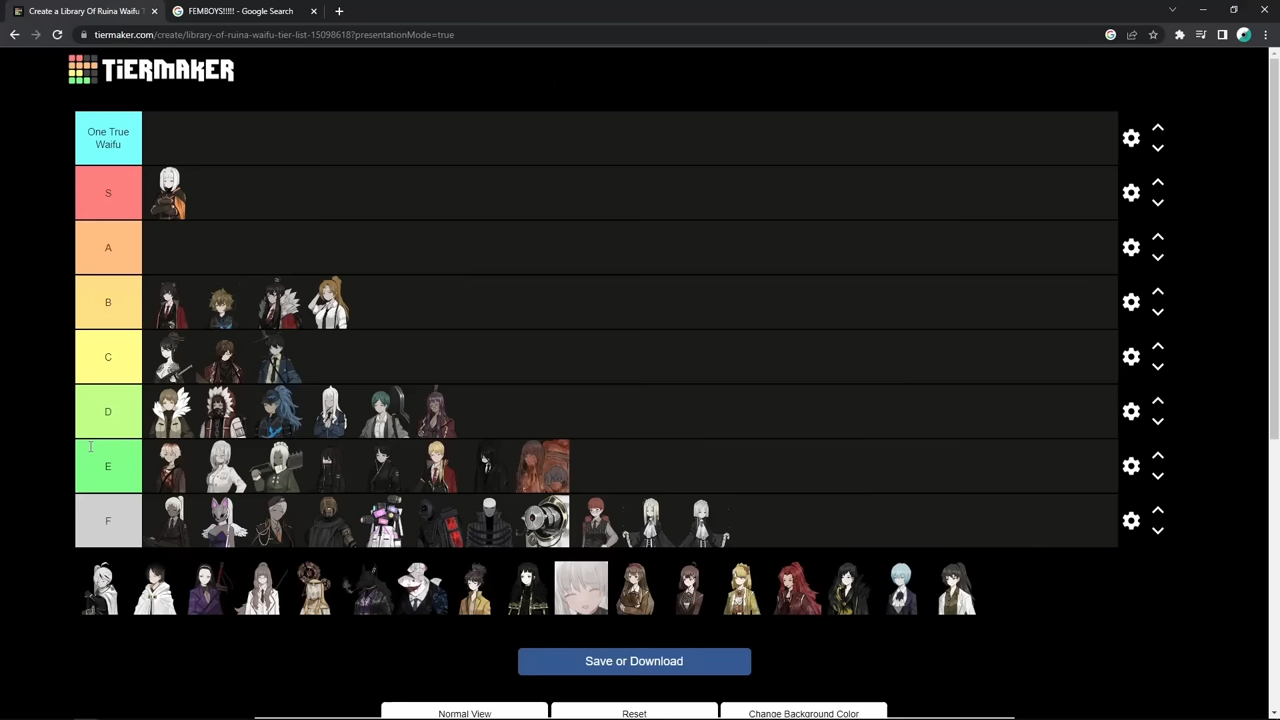 Create a Library Of Ruina Waifu T
FEMBOYS!!!!! - Google Search
tiermaker.com/create/library-of-ruina-waifu-tier-list-15098618?presentationMode=true
TiERMAKER
One True
Waifu
S
A
B
C
D
E
F
Save or Download
Normal View
Reset
Change Background Color